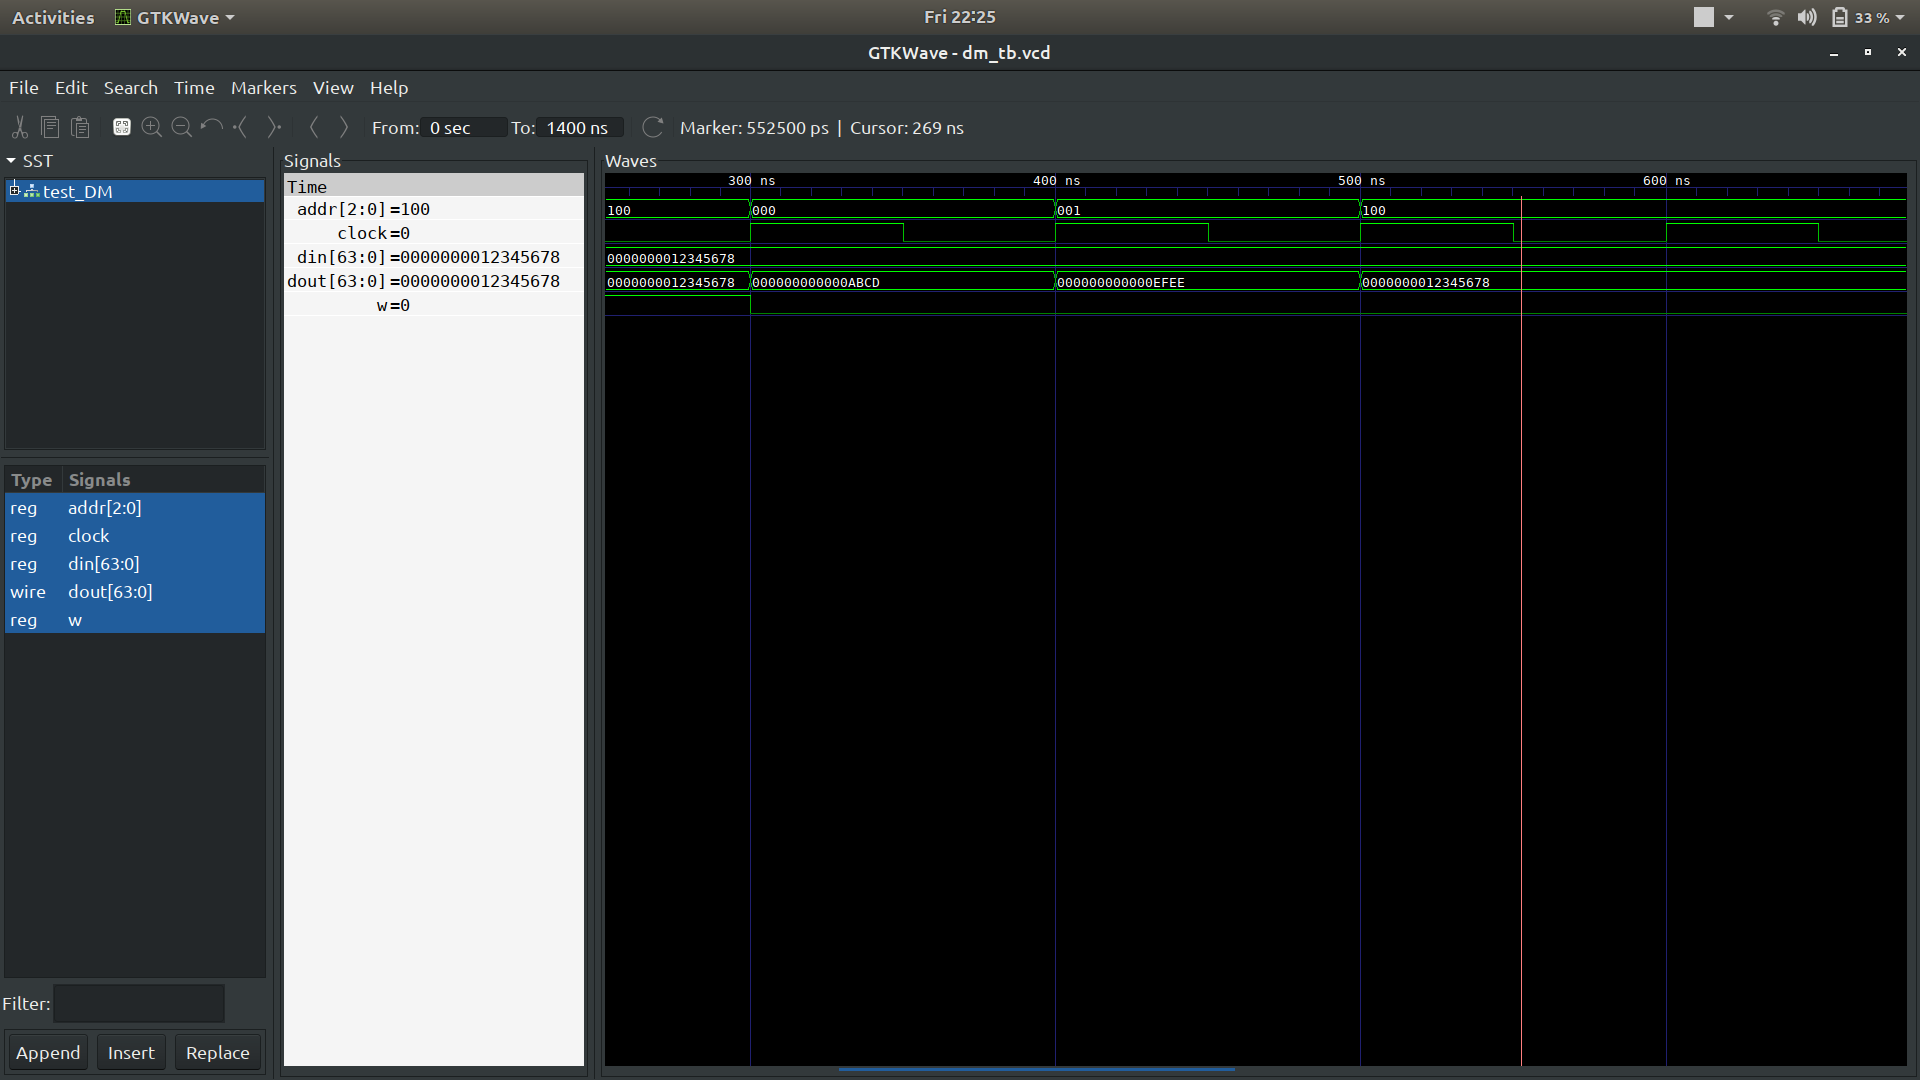 Activities GTKWave Fri 22:25 33 %
GTKWave - dm_tb.vcd
File Edit Search Time Markers View Help
From: 0 sec To: 1400 ns Marker: 552500 ps | Cursor: 269 ns
SST
test_DM
Type Signals
reg addr[2:0]
reg clock
reg din[63:0]
wire dout[63:0]
reg w
Filter:
Append Insert Replace
Signals
Time
addr[2:0]=100
clock=0
din[63:0]=0000000012345678
dout[63:0]=0000000012345678
w=0
Waves
300 ns 400 ns 500 ns 600 ns
100 000 001 100
0000000012345678
0000000012345678 000000000000ABCD 000000000000EFEE 0000000012345678